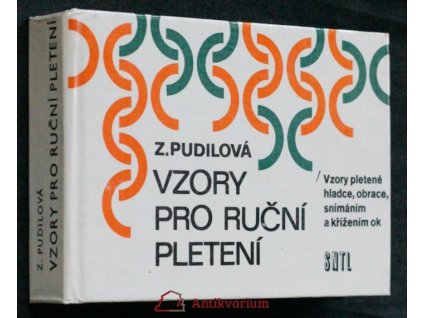 Z. PUDILOVÁ
VZORY PRO RUČNÍ PLETENÍ
Z.PUDILOVÁ
VZORY
PRO RUČNÍ
PLETENÍ
/Vzory pletené
hladce, obrace,
snímáním
a křížením ok
SNTL
Antikvarium